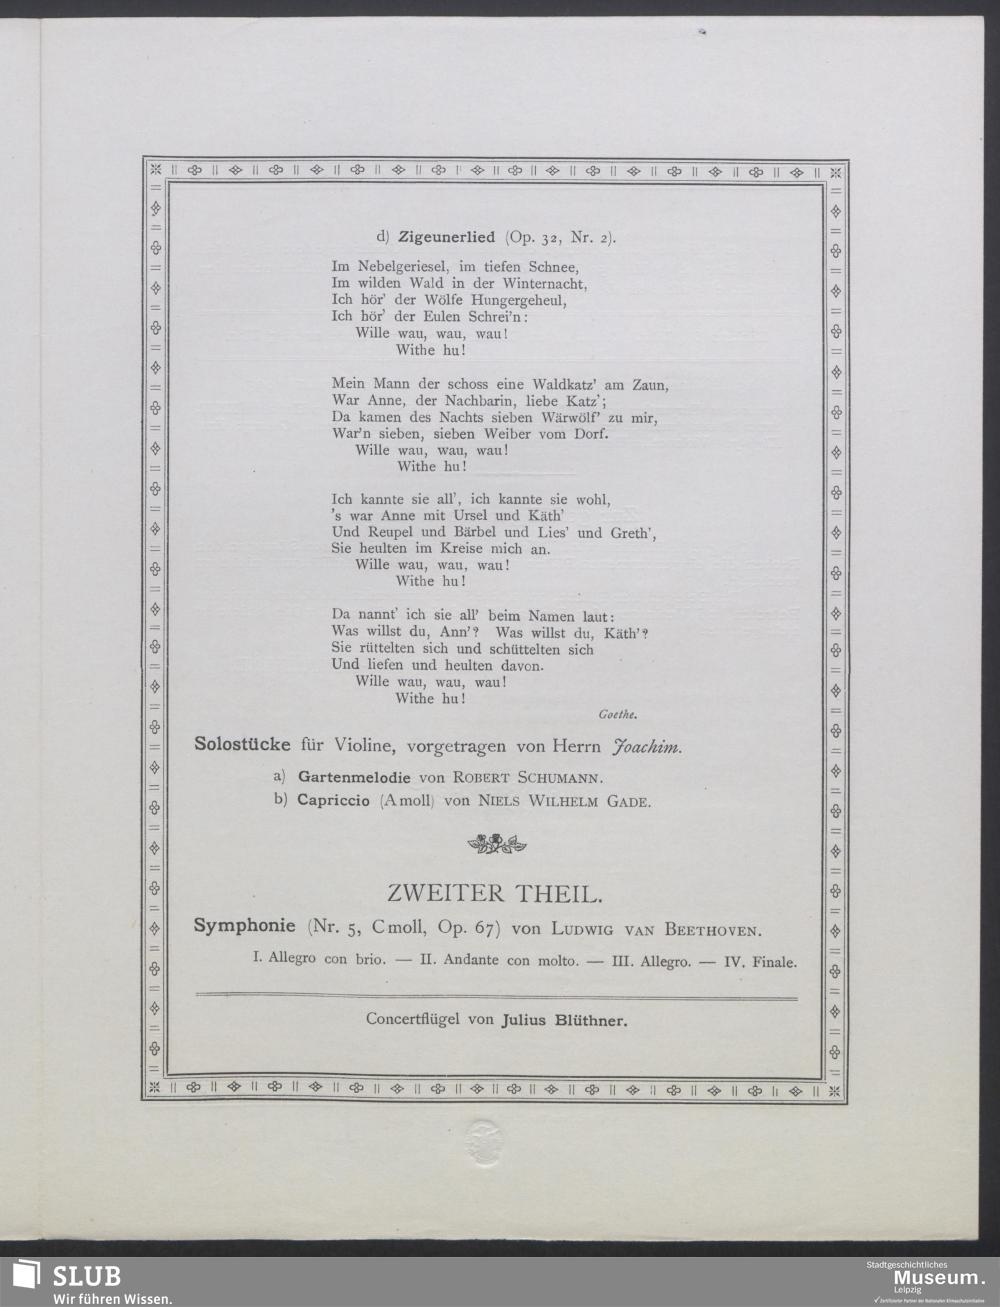 d) Zigeunerlied (Op. 32, Nr. 2).
Im Nebelgeriesel, im tiefen Schnee,
Im wilden Wald in der Winternacht,
Ich hör' der Wölfe Hungergeheul,
Ich hör' der Eulen Schrei'n:
Wille wau, wau, wau!
Withe hu!
Mein Mann der schoss eine Waldkatz' am Zaun,
War Anne, der Nachbarin, liebe Katz';
Da kamen des Nachts sieben Wärwölf' zu mir,
War'n sieben, sieben Weiber vom Dorf.
Wille wau, wau, wau!
Withe hu!
Ich kannte sie all', ich kannte sie wohl,
's war Anne mit Ursel und Käth'
Und Reupel und Bärbel und Lies' und Greth',
Sie heulten im Kreise mich an.
Wille wau, wau, wau!
Withe hu!
Da nannt' ich sie all' beim Namen laut:
Was willst du, Ann'? Was willst du, Käth'?
Sie rüttelten sich und schüttelten sich
Und liefen und heulten davon.
Wille wau, wau, wau!
Withe hu!
Goethe.
Solostücke für Violine, vorgetragen von Herrn Joachim.
a) Gartenmelodie von ROBERT SCHUMANN.
b) Capriccio (A moll) von NIELS WILHELM GADE.
ZWEITER THEIL.
Symphonie (Nr. 5, C moll, Op. 67) von LUDWIG VAN BEETHOVEN.
I. Allegro con brio. — II. Andante con molto. — III. Allegro. — IV. Finale.
Concertflügel von Julius Blüthner.
SLUB
Wir führen Wissen.
Stadtgeschichtliches
Museum.
Leipzig
Zertifizierter Partner der Nationalen Klimaschutzinitiative